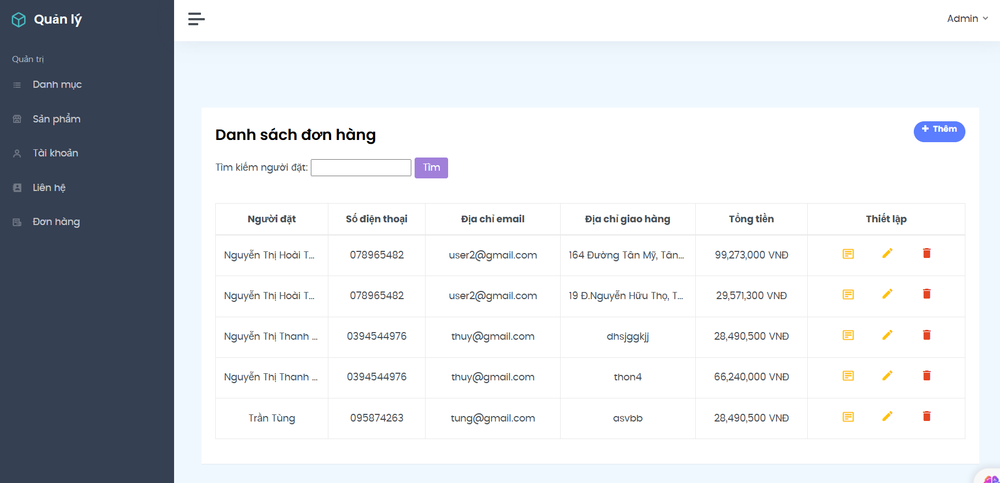 Quản lý
Admin
Quản trị
Danh mục
Sản phẩm
Tài khoản
Liên hệ
Đơn hàng
Danh sách đơn hàng
Thêm
Tìm kiếm người đặt:
Tìm
Người đặt Số điện thoại Địa chỉ email Địa chỉ giao hàng Tổng tiền Thiết lập
Nguyễn Thị Hoài T... 078965482 user2@gmail.com 164 Đường Tân Mỹ, Tân... 99,273,000 VNĐ
Nguyễn Thị Hoài T... 078965482 user2@gmail.com 19 Đ.Nguyễn Hữu Thọ, T... 29,571,300 VNĐ
Nguyễn Thị Thanh ... 0394544976 thuy@gmail.com dhsjggkjj 28,490,500 VNĐ
Nguyễn Thị Thanh ... 0394544976 thuy@gmail.com thon4 66,240,000 VNĐ
Trần Tùng 095874263 tung@gmail.com asvbb 28,490,500 VNĐ